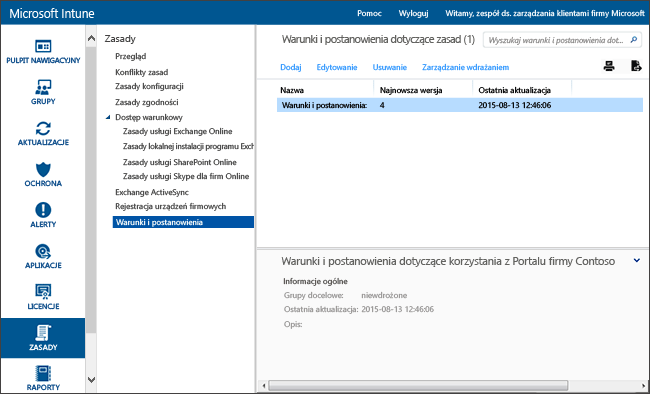 Microsoft Intune
Pomoc
Wyloguj
Witamy, zespół ds. zarządzania klientami firmy Microsoft
PULPIT NAWIGACYJNY
GRUPY
AKTUALIZACJE
OCHRONA
ALERTY
APLIKACJE
LICENCJE
ZASADY
RAPORTY
Zasady
Przegląd
Konflikty zasad
Zasady konfiguracji
Zasady zgodności
Dostęp warunkowy
Zasady usługi Exchange Online
Zasady lokalnej instalacji programu Exch
Zasady usługi SharePoint Online
Zasady usługi Skype dla firm Online
Exchange ActiveSync
Rejestracja urządzeń firmowych
Warunki i postanowienia
Warunki i postanowienia dotyczące zasad (1)
Wyszukaj warunki i postanowienia dot...
Dodaj
Edytowanie
Usuwanie
Zarządzanie wdrażaniem
Nazwa
Najnowsza wersja
Ostatnia aktualizacja
Warunki i postanowienia:
4
2015-08-13 12:46:06
Warunki i postanowienia dotyczące korzystania z Portalu firmy Contoso
Informacje ogólne
Grupy docelowe: niewdrożone
Ostatnia aktualizacja: 2015-08-13 12:46:06
Opis: